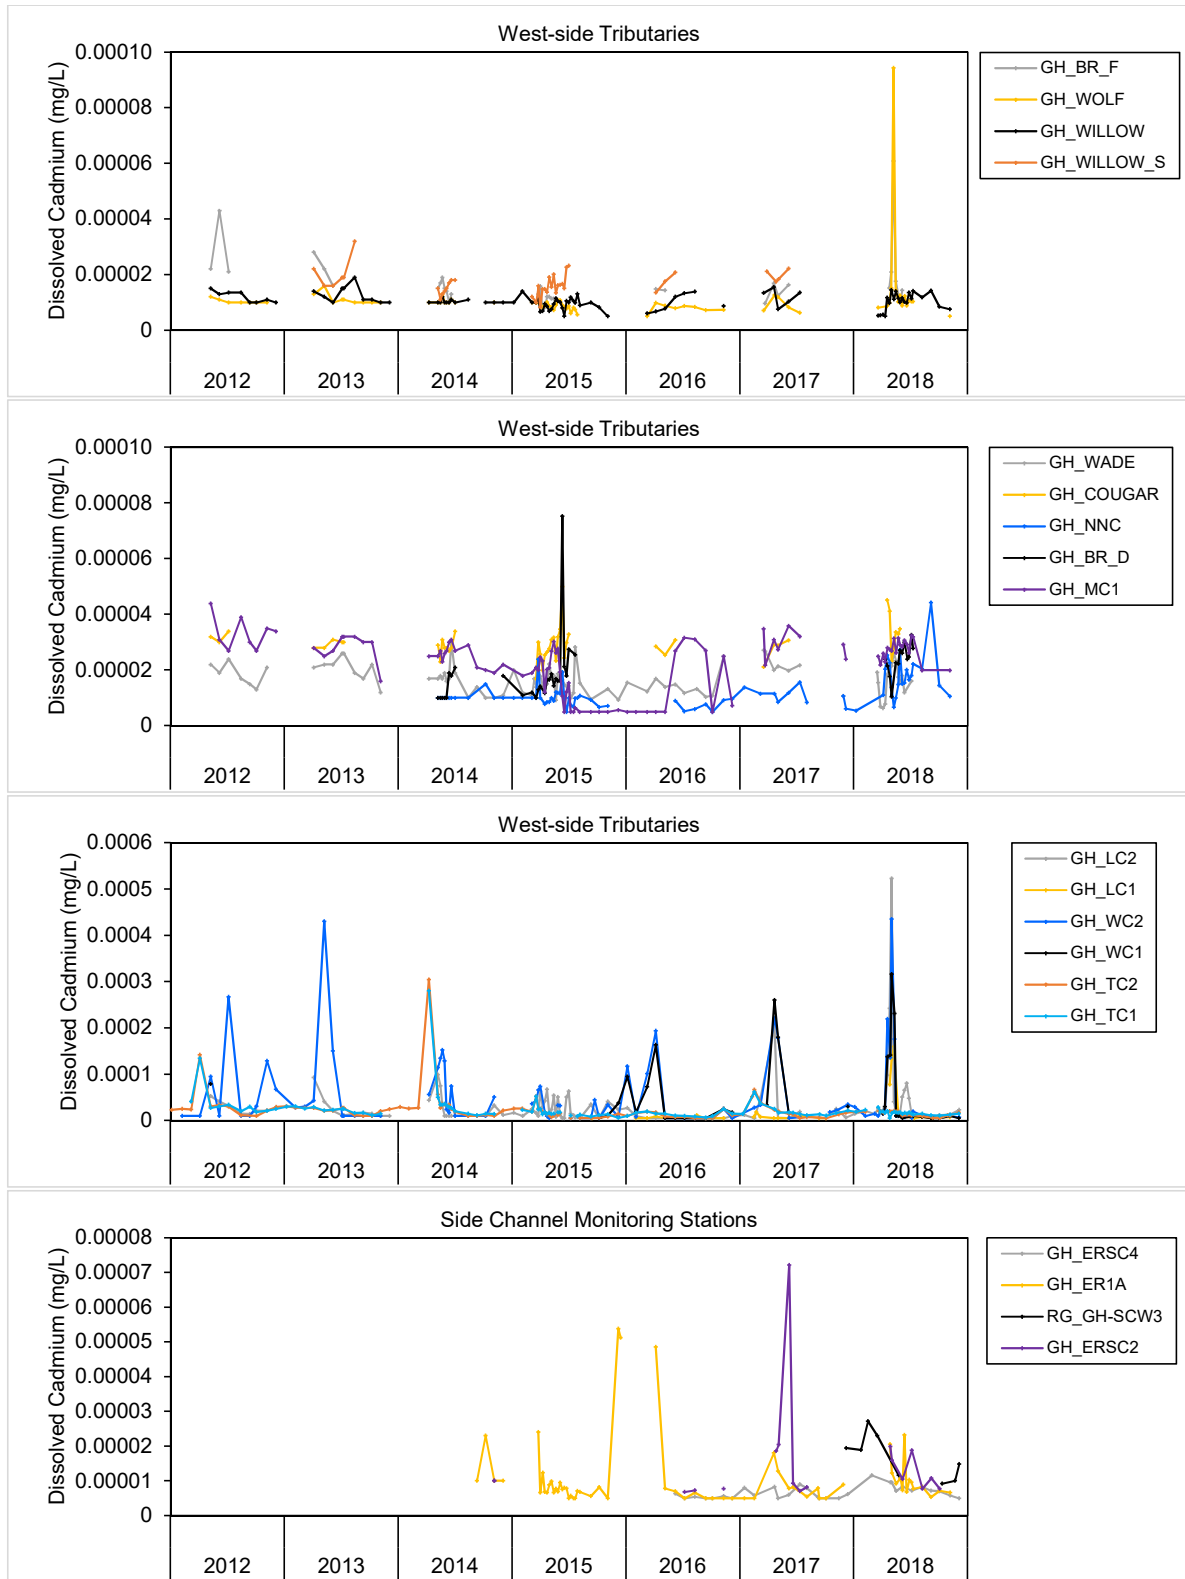 West-side Tributaries
Dissolved Cadmium (mg/L)
0.00010
0.00008
0.00006
0.00004
0.00002
0
2012 2013 2014 2015 2016 2017 2018
GH_BR_F
GH_WOLF
GH_WILLOW
GH_WILLOW_S
West-side Tributaries
Dissolved Cadmium (mg/L)
0.00010
0.00008
0.00006
0.00004
0.00002
0
2012 2013 2014 2015 2016 2017 2018
GH_WADE
GH_COUGAR
GH_NNC
GH_BR_D
GH_MC1
West-side Tributaries
Dissolved Cadmium (mg/L)
0.0006
0.0005
0.0004
0.0003
0.0002
0.0001
0
2012 2013 2014 2015 2016 2017 2018
GH_LC2
GH_LC1
GH_WC2
GH_WC1
GH_TC2
GH_TC1
Side Channel Monitoring Stations
Dissolved Cadmium (mg/L)
0.00008
0.00007
0.00006
0.00005
0.00004
0.00003
0.00002
0.00001
0
2012 2013 2014 2015 2016 2017 2018
GH_ERSC4
GH_ER1A
RG_GH-SCW3
GH_ERSC2